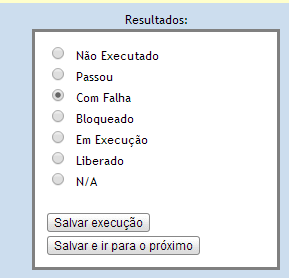 Resultados:
Não Executado
Passou
Com Falha
Bloqueado
Em Execução
Liberado
N/A
Salvar execução
Salvar e ir para o próximo